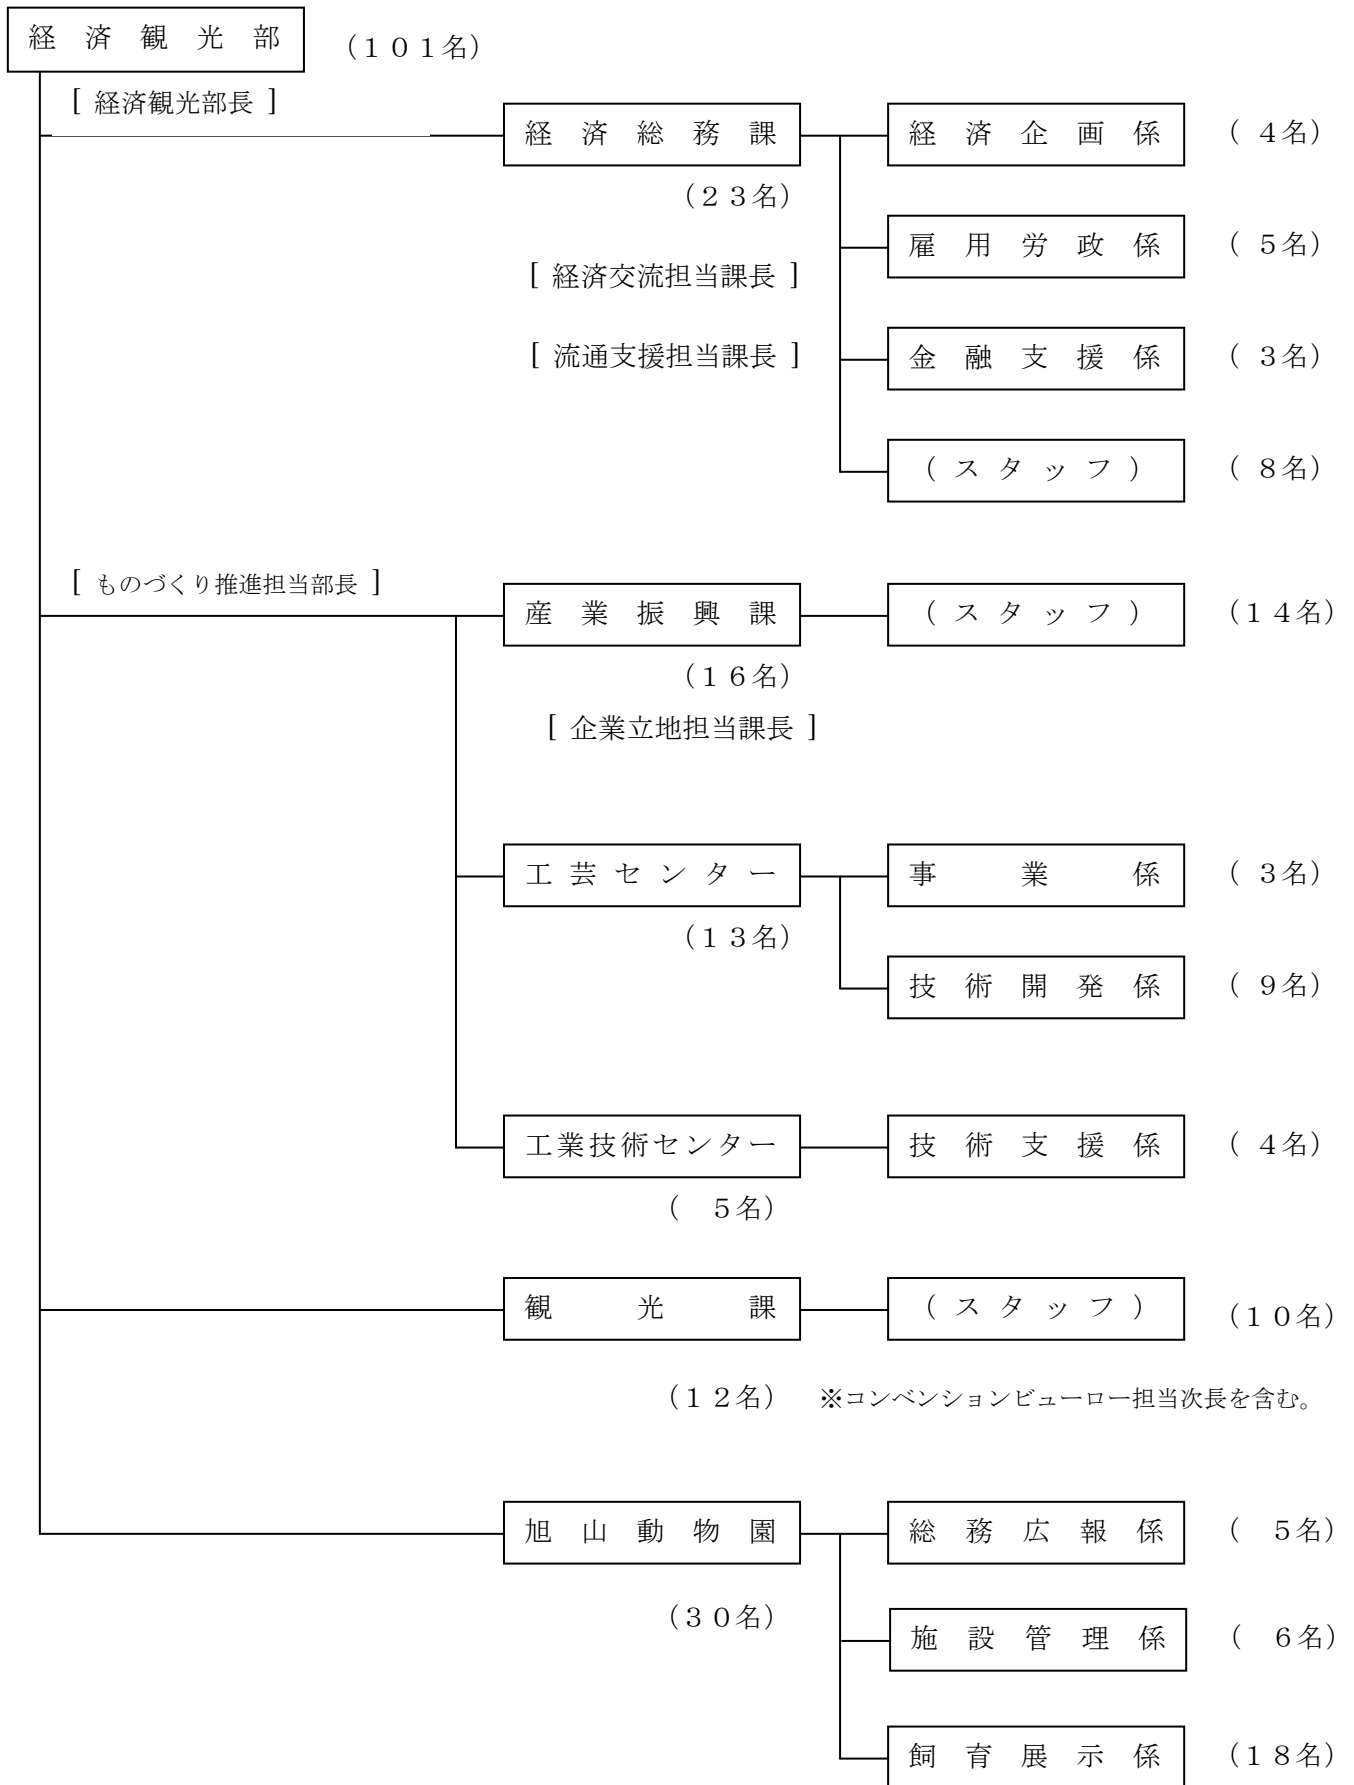 経済観光部 （１０１名）
[ 経済観光部長 ]
経済総務課 経済企画係 （ ４名）
（２３名）
雇用労政係 （ ５名）
[ 経済交流担当課長 ]
[ 流通支援担当課長 ] 金融支援係 （ ３名）
（スタッフ） （ ８名）
[ ものづくり推進担当部長 ]
産業振興課 （スタッフ） （１４名）
（１６名）
[ 企業立地担当課長 ]
工芸センター 事業係 （ ３名）
（１３名）
技術開発係 （ ９名）
工業技術センター 技術支援係 （ ４名）
（ ５名）
観光課 （スタッフ） （１０名）
（１２名） ※コンベンションビューロー担当次長を含む。
旭山動物園 総務広報係 （ ５名）
（３０名） 施設管理係 （ ６名）
飼育展示係 （１８名）